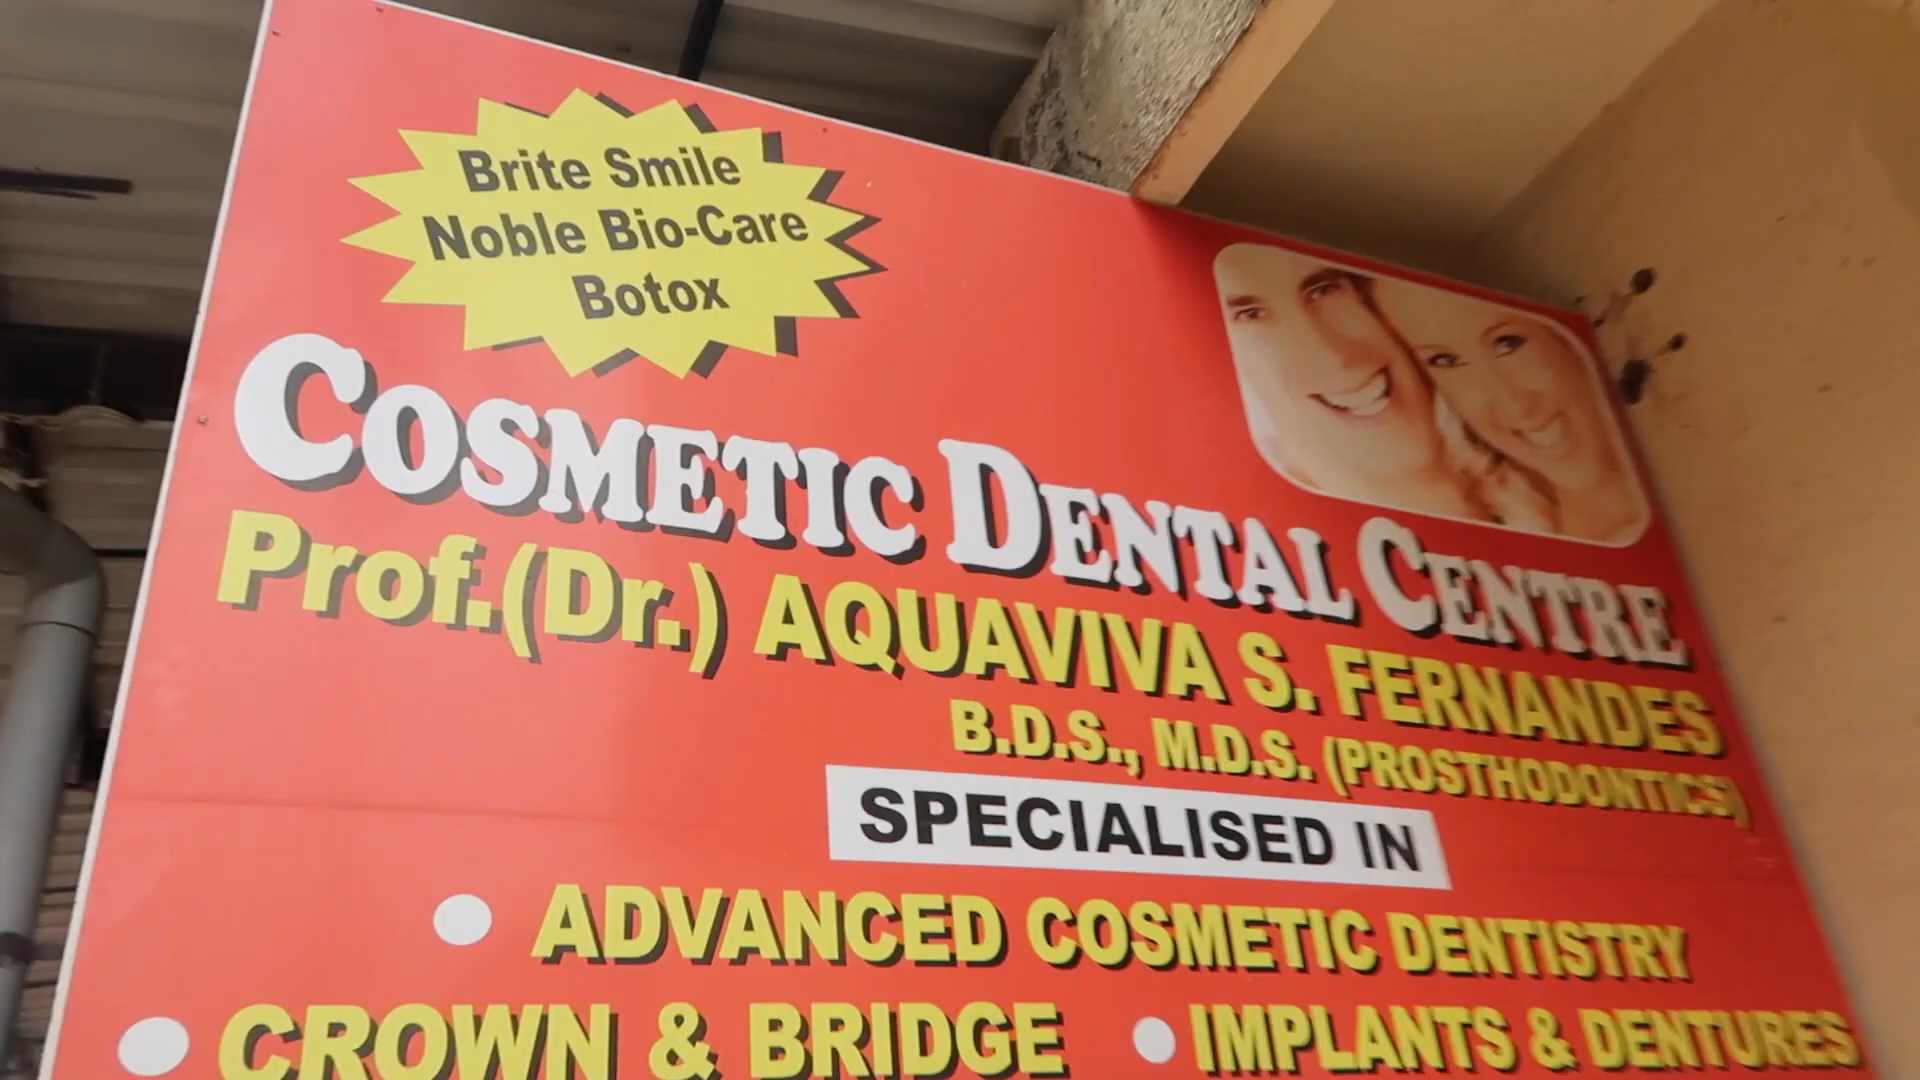 Brite Smile
Noble Bio-Care
Botox
COSMETIC DENTAL CENTRE
Prof.(Dr.) AQUAVIVA S. FERNANDES
B.D.S., M.D.S. (PROSTHODONTICS)
SPECIALISED IN
• ADVANCED COSMETIC DENTISTRY
• CROWN & BRIDGE • IMPLANTS & DENTURES